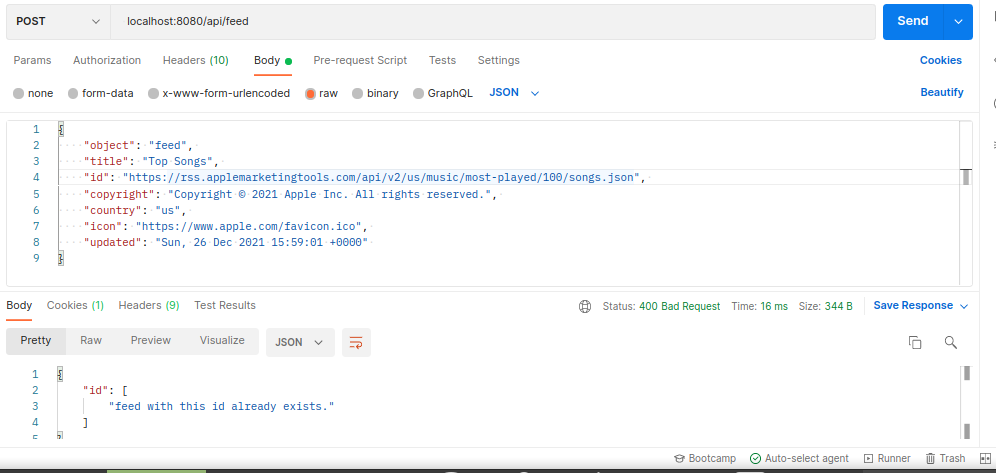 POST localhost:8080/api/feed Send
Params Authorization Headers (10) Body Pre-request Script Tests Settings Cookies
none form-data x-www-form-urlencoded raw binary GraphQL JSON Beautify
1 {
2 "object": "feed",
3 "title": "Top Songs",
4 "id": "https://rss.applemarketingtools.com/api/v2/us/music/most-played/100/songs.json",
5 "copyright": "Copyright © 2021 Apple Inc. All rights reserved.",
6 "country": "us",
7 "icon": "https://www.apple.com/favicon.ico",
8 "updated": "Sun, 26 Dec 2021 15:59:01 +0000"
9 }
Body Cookies (1) Headers (9) Test Results Status: 400 Bad Request Time: 16 ms Size: 344 B Save Response
Pretty Raw Preview Visualize JSON
1 {
2 "id": [
3 "feed with this id already exists."
4 ]
5 }
Bootcamp Auto-select agent Runner Trash